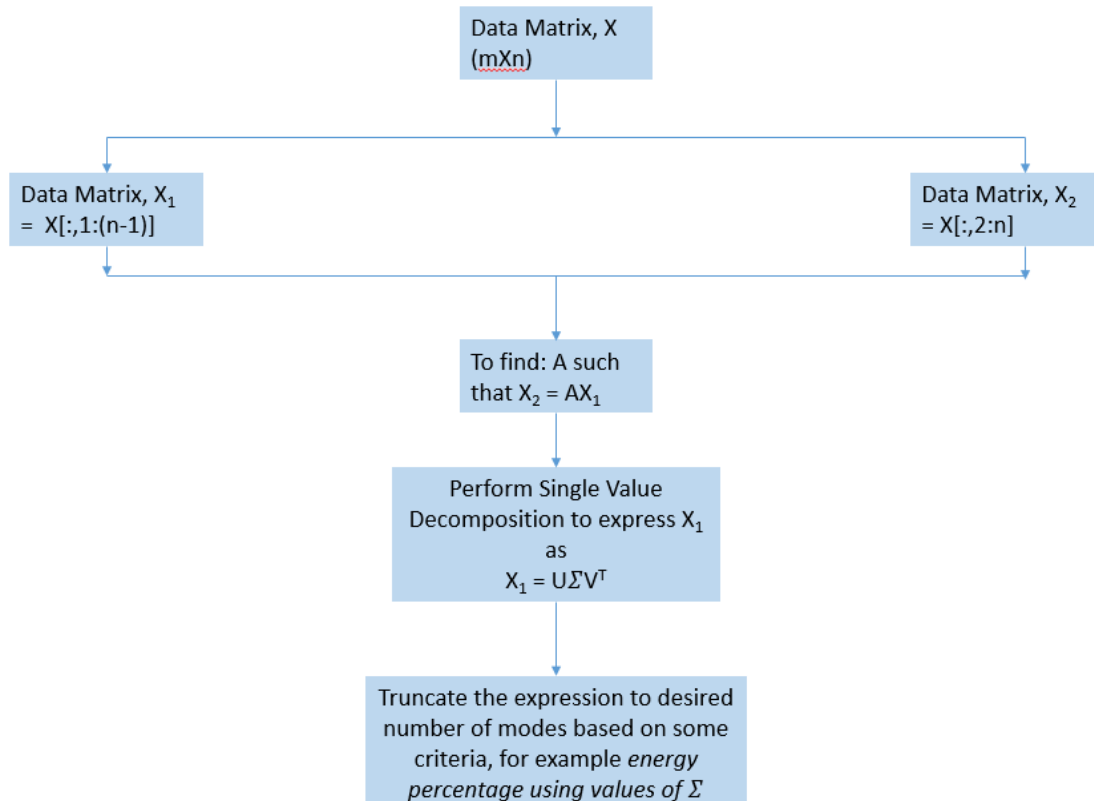 Data Matrix, X
(mXn)
Data Matrix, X₁
= X[:,1:(n-1)]
Data Matrix, X₂
= X[:,2:n]
To find: A such
that X₂ = AX₁
Perform Single Value
Decomposition to express X₁
as
X₁ = UΣVᵀ
Truncate the expression to desired
number of modes based on some
criteria, for example energy
percentage using values of Σ